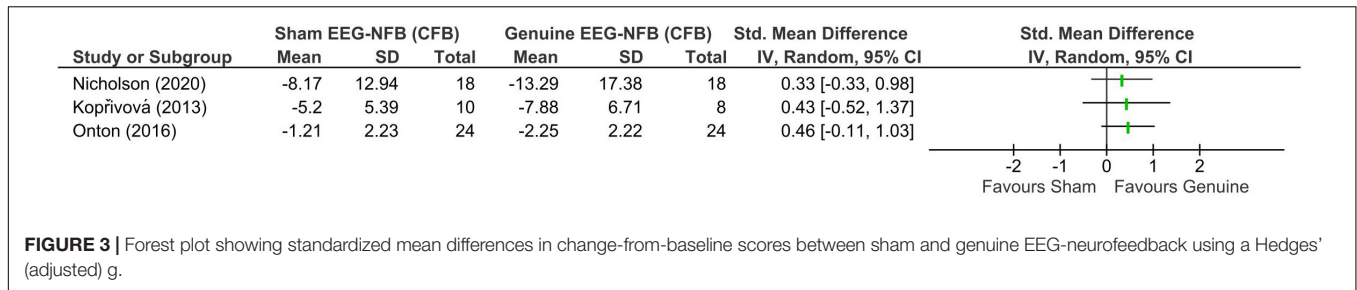 Sham EEG-NFB (CFB) Genuine EEG-NFB (CFB) Std. Mean Difference Std. Mean Difference
Study or Subgroup Mean SD Total Mean SD Total IV, Random, 95% CI IV, Random, 95% CI
Nicholson (2020) -8.17 12.94 18 -13.29 17.38 18 0.33 [-0.33, 0.98]
Kopřivová (2013) -5.2 5.39 10 -7.88 6.71 8 0.43 [-0.52, 1.37]
Onton (2016) -1.21 2.23 24 -2.25 2.22 24 0.46 [-0.11, 1.03]
-2 -1 0 1 2
Favours Sham Favours Genuine
FIGURE 3 | Forest plot showing standardized mean differences in change-from-baseline scores between sham and genuine EEG-neurofeedback using a Hedges’
(adjusted) g.